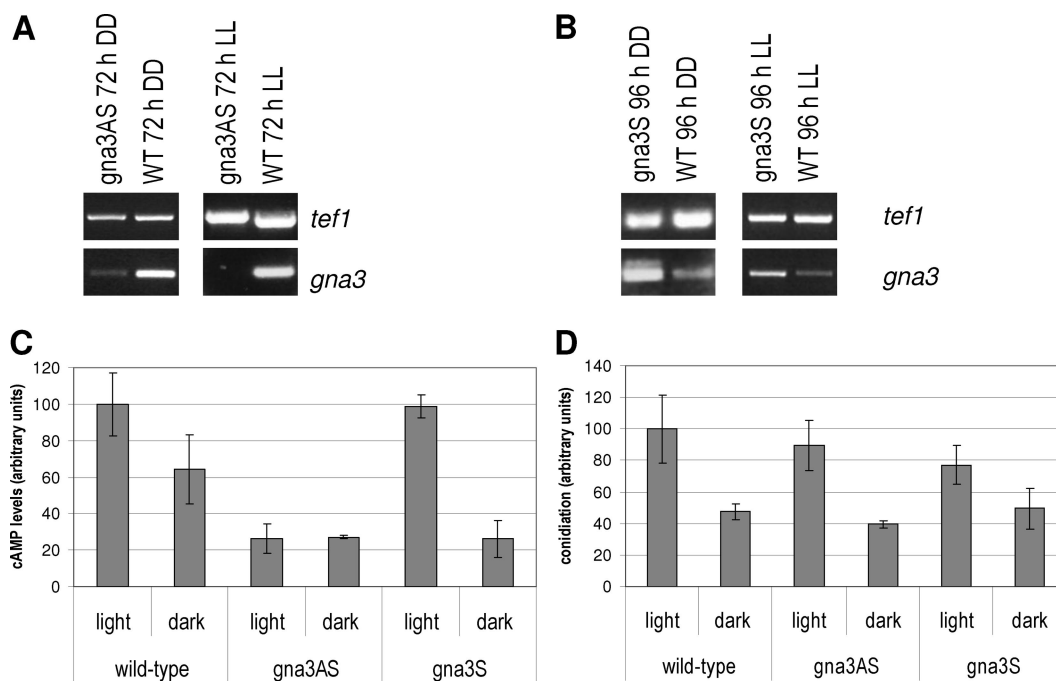 A
gna3AS 72 h DD
WT 72 h DD
gna3AS 72 h LL
WT 72 h LL
tef1
gna3
B
gna3S 96 h DD
WT 96 h DD
gna3S 96 h LL
WT 96 h LL
tef1
gna3
C
cAMP levels (arbitrary units)
120
100
80
60
40
20
0
light dark light dark light dark
wild-type gna3AS gna3S
D
conidiation (arbitrary units)
140
120
100
80
60
40
20
0
light dark light dark light dark
wild-type gna3AS gna3S